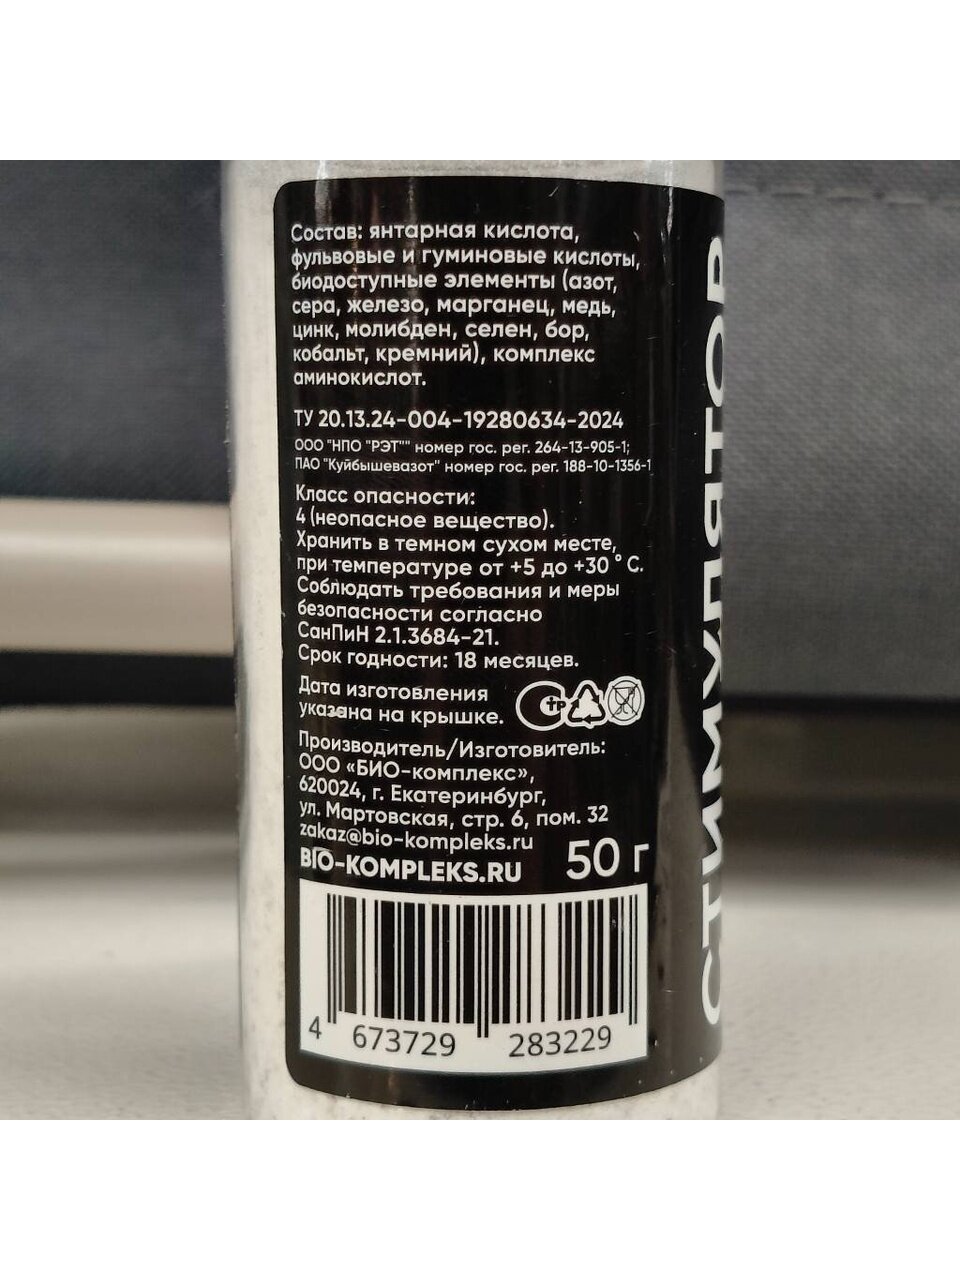 Состав: янтарная кислота,
фульвовые и гуминовые кислоты,
биодоступные элементы (азот,
сера, железо, марганец, медь,
цинк, молибден, селен, бор,
кобальт, кремний), комплекс
аминокислот.
ТУ 20.13.24-004-19280634-2024
ООО "НПО "РЭТ"" номер гос. рег. 264-13-905-1;
ПАО "Куйбышевазот" номер гос. рег. 188-10-1356-1
Класс опасности:
4 (неопасное вещество).
Хранить в темном сухом месте,
при температуре от +5 до +30 °С.
Соблюдать требования и меры
безопасности согласно
СанПиН 2.1.3684-21.
Срок годности: 18 месяцев.
Дата изготовления
указана на крышке.
СТР
Производитель/Изготовитель:
ООО «БИО-комплекс»,
620024, г. Екатеринбург,
ул. Мартовская, стр. 6, пом. 32
zakaz@bio-kompleks.ru
BIO-KOMPLEKS.RU 50 г
4 673729 283229
СТИМУЛЯТОР